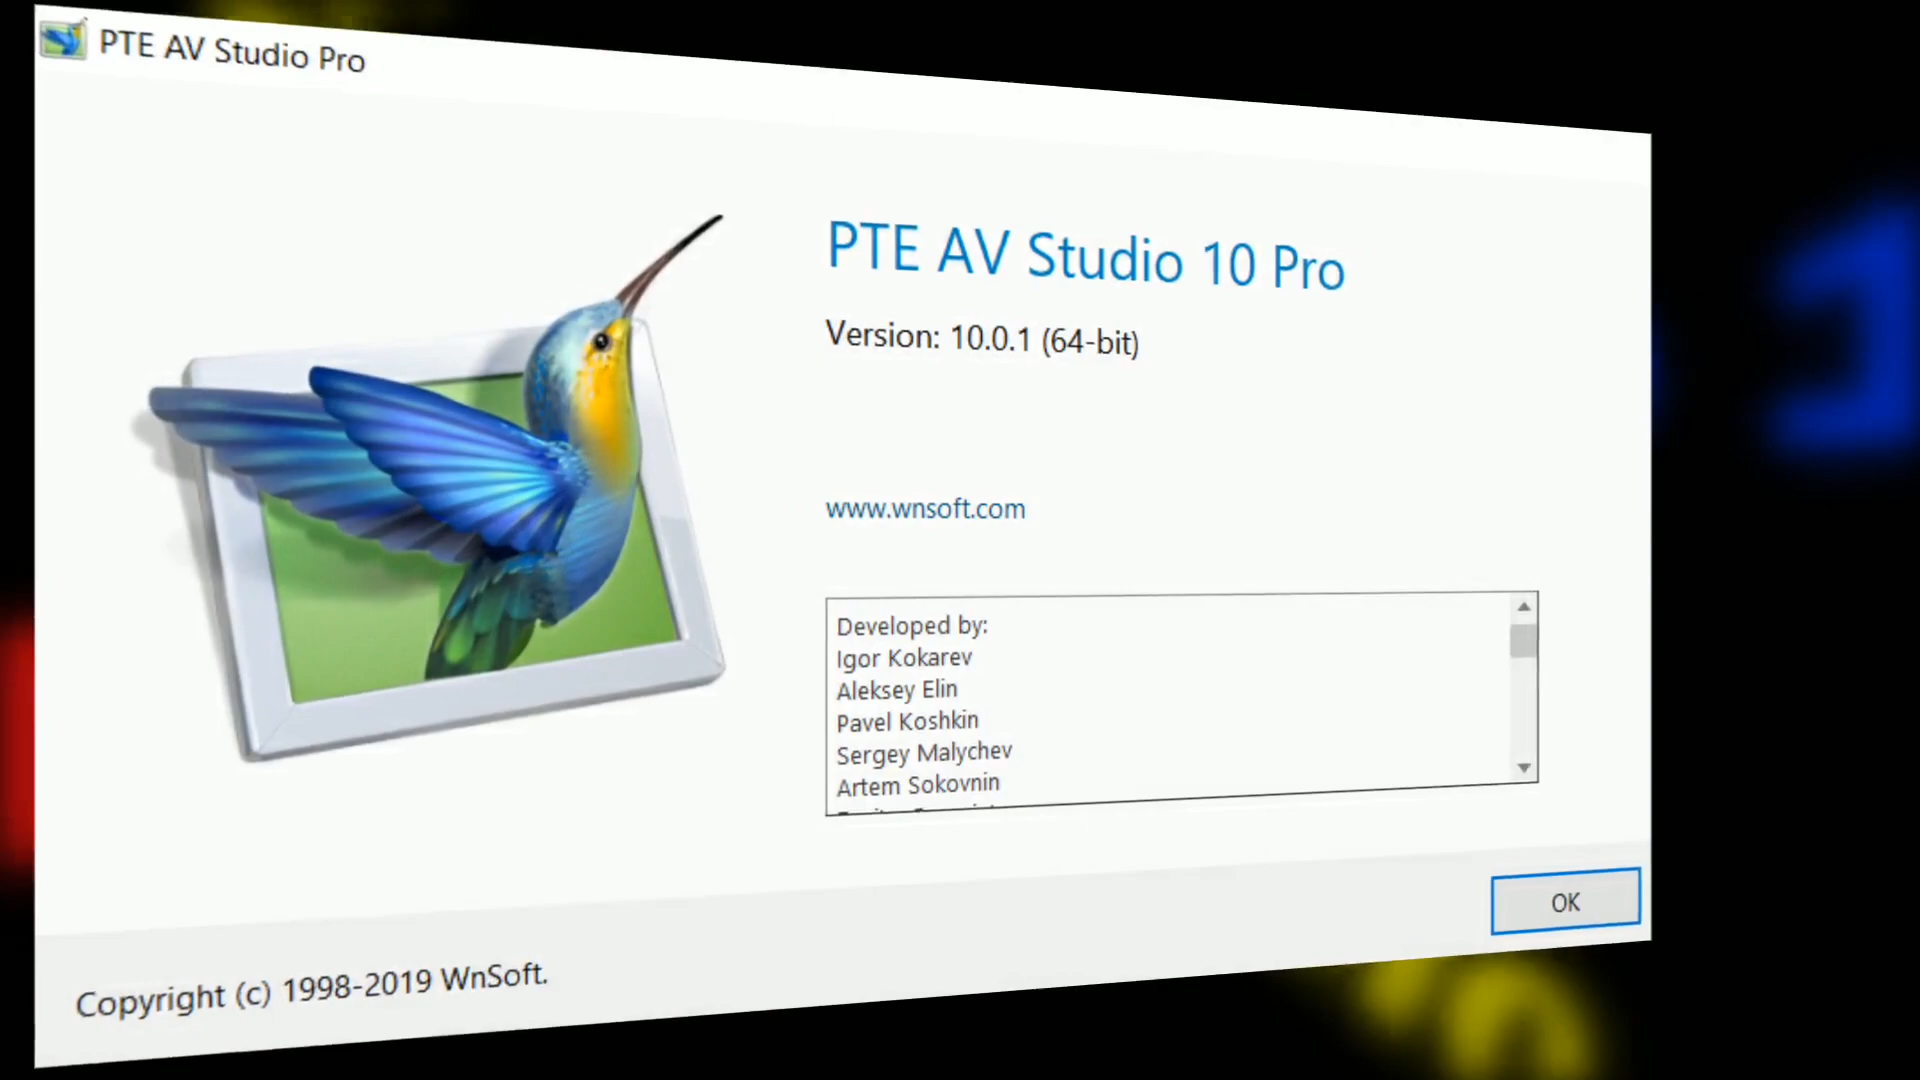 PTE AV Studio Pro
PTE AV Studio 10 Pro
Version: 10.0.1 (64-bit)
www.wnsoft.com
Developed by:
Igor Kokarev
Aleksey Elin
Pavel Koshkin
Sergey Malychev
Artem Sokovnin
OK
Copyright (c) 1998-2019 WnSoft.